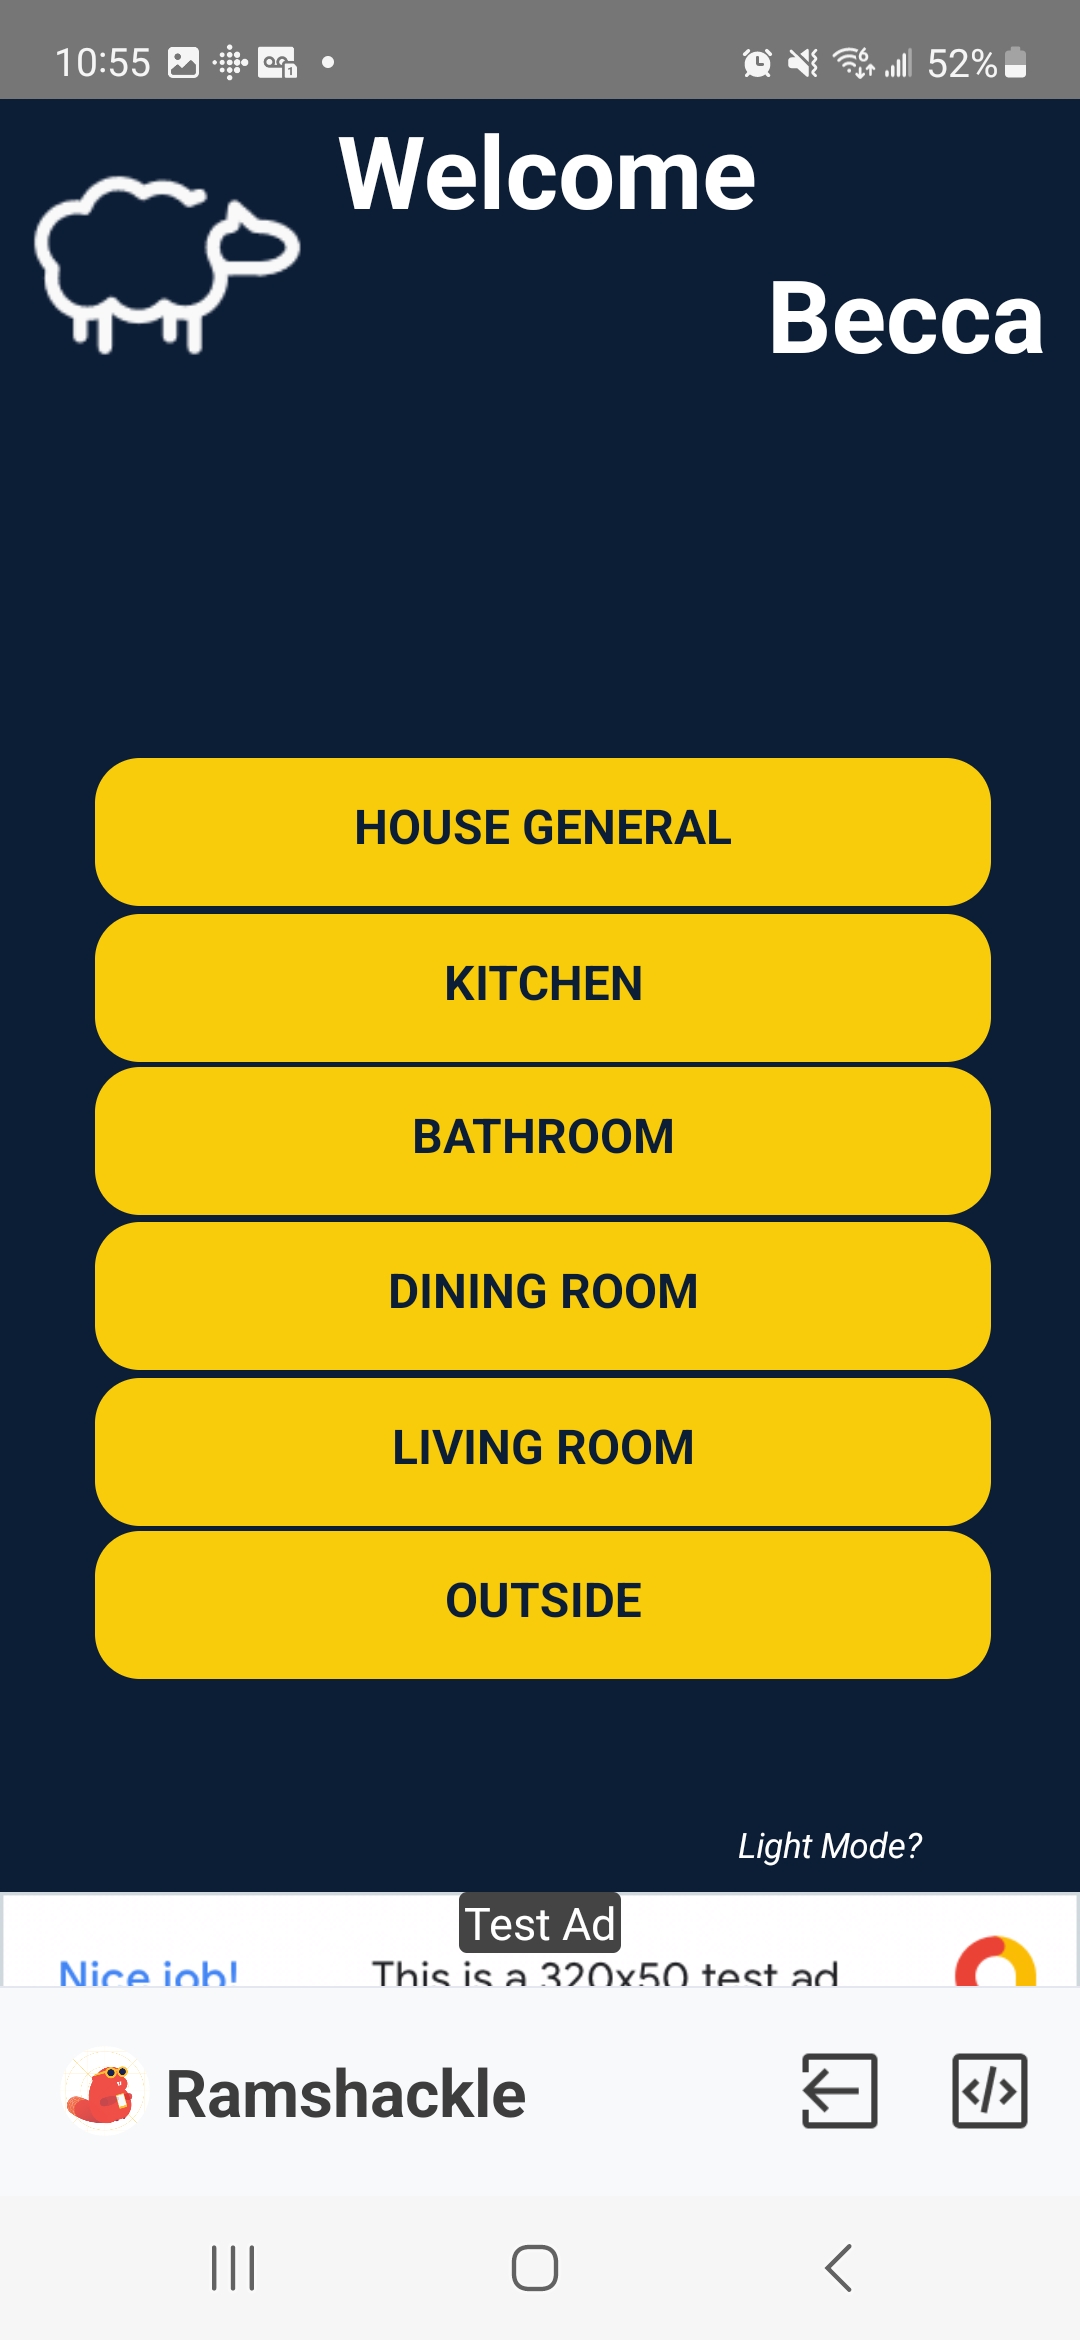 10:55 52%
Welcome
Becca
HOUSE GENERAL
KITCHEN
BATHROOM
DINING ROOM
LIVING ROOM
OUTSIDE
Light Mode?
Test Ad
Nice job! This is a 320x50 test ad
Ramshackle